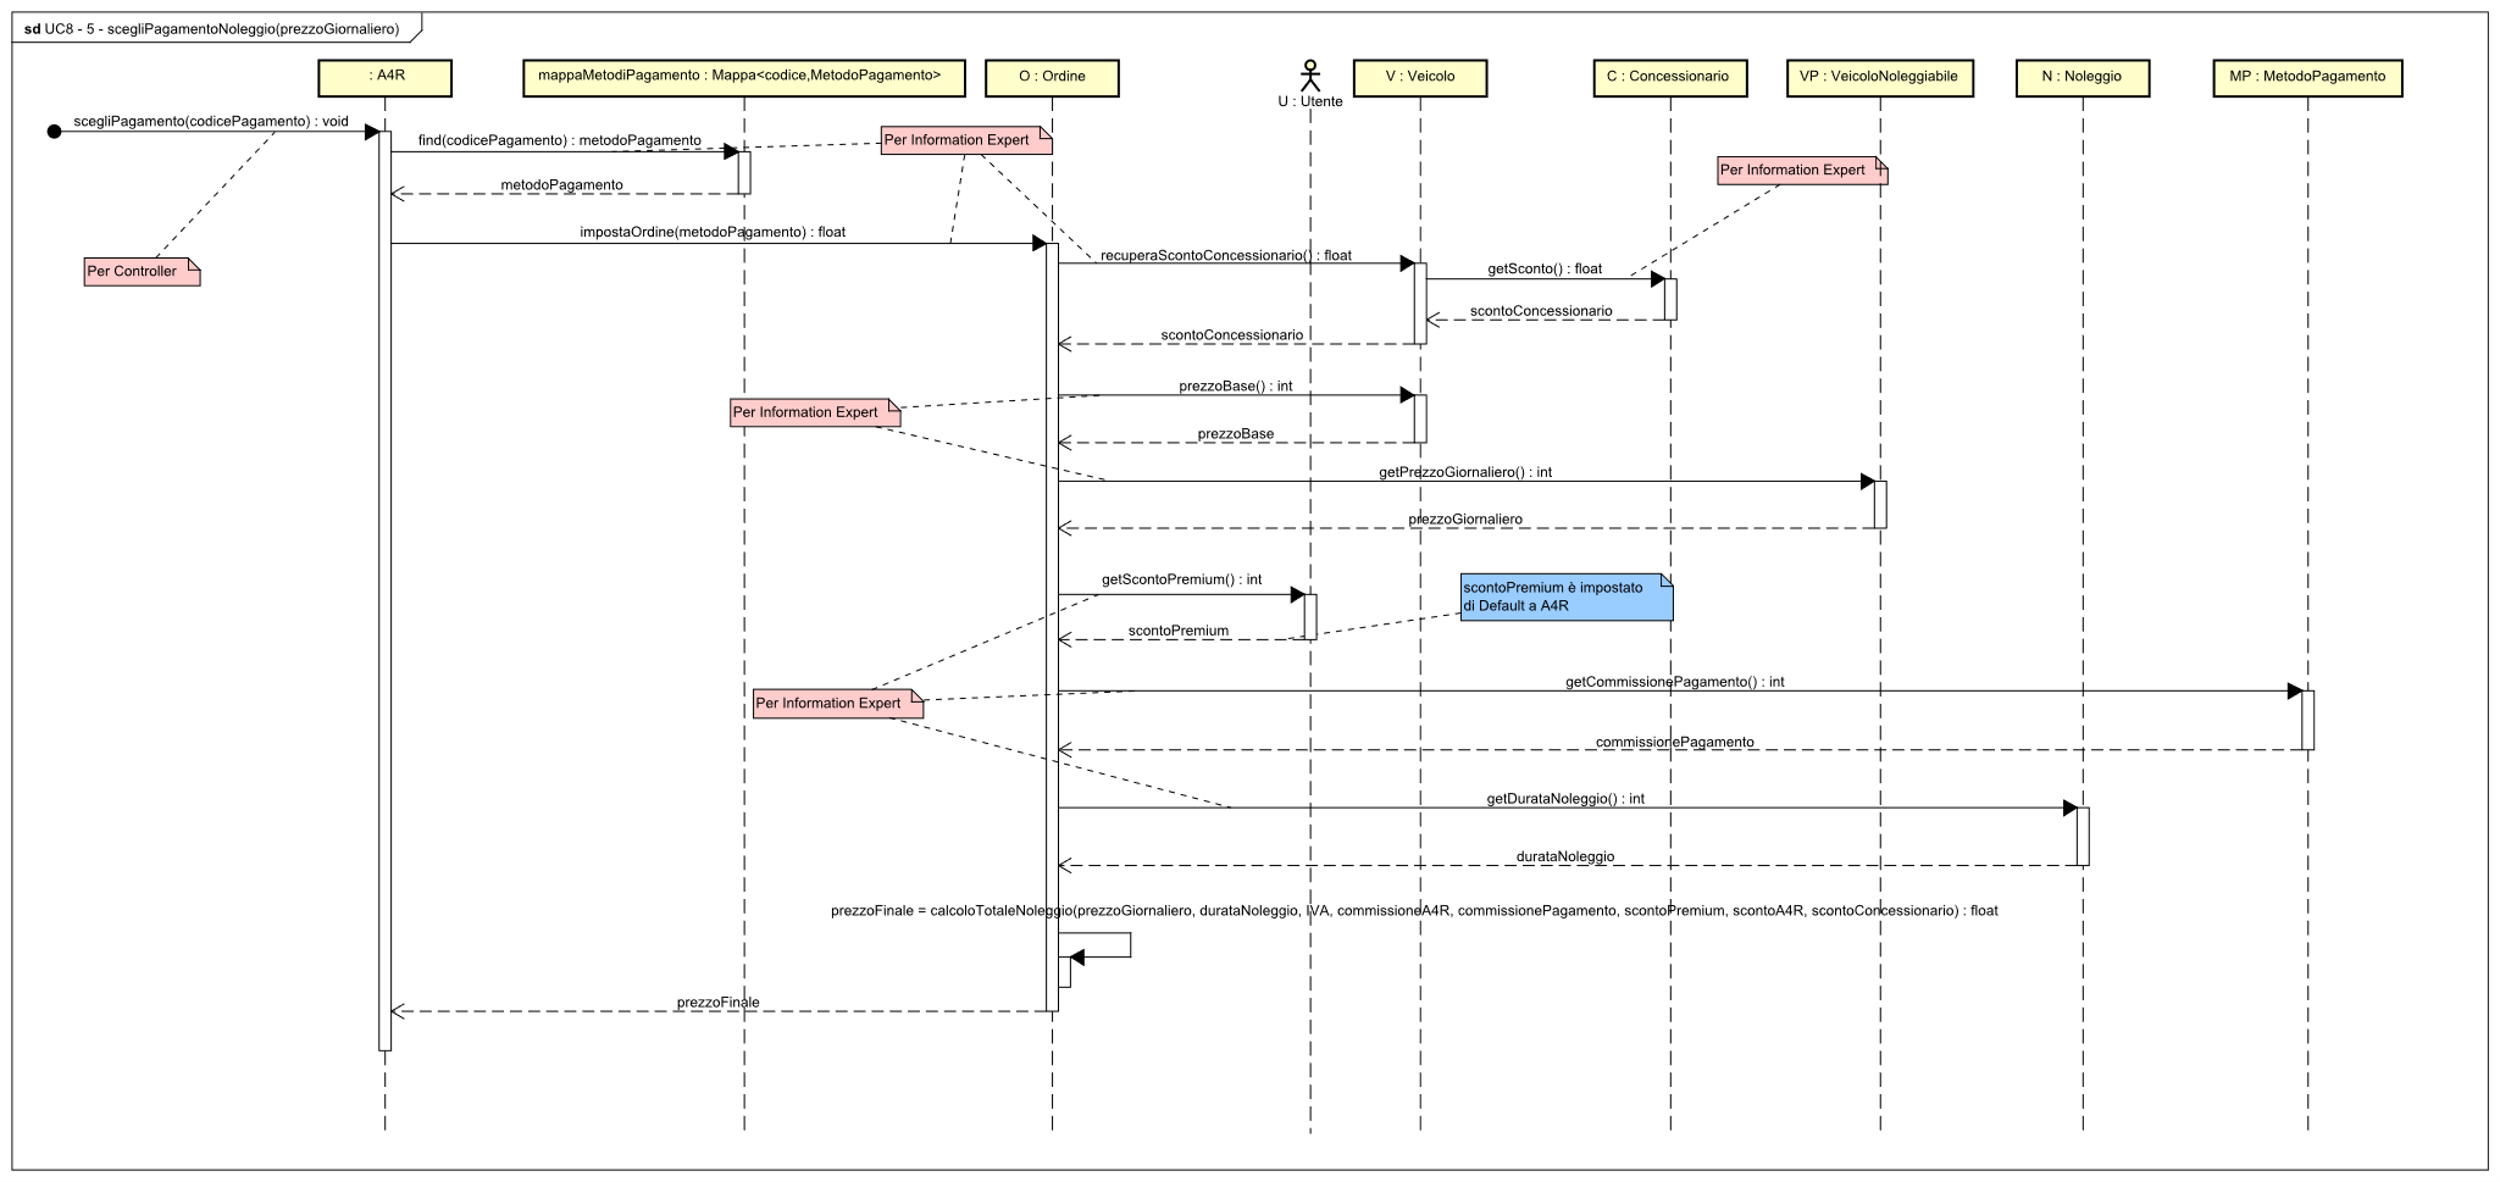 sd UC8 - 5 - scegliPagamentoNoleggio(prezzoGiornaliero)
: A4R
mappaMetodiPagamento : Mappa<codice,MetodoPagamento>
O : Ordine
U : Utente
V : Veicolo
C : Concessionario
VP : VeicoloNoleggiabile
N : Noleggio
MP : MetodoPagamento
scegliPagamento(codicePagamento) : void
find(codicePagamento) : metodoPagamento
Per Information Expert
Per Information Expert
metodoPagamento
impostaOrdine(metodoPagamento) : float
recuperaScontoConcessionario() : float
getSconto() : float
Per Controller
scontoConcessionario
scontoConcessionario
prezzoBase() : int
Per Information Expert
prezzoBase
getPrezzoGiornaliero() : int
prezzoGiornaliero
getScontoPremium() : int
scontoPremium è impostato
di Default a A4R
scontoPremium
getCommissionePagamento() : int
Per Information Expert
commissionePagamento
getDurataNoleggio() : int
durataNoleggio
prezzoFinale = calcoloTotaleNoleggio(prezzoGiornaliero, durataNoleggio, IVA, commissioneA4R, commissionePagamento, scontoPremium, scontoA4R, scontoConcessionario) : float
prezzoFinale